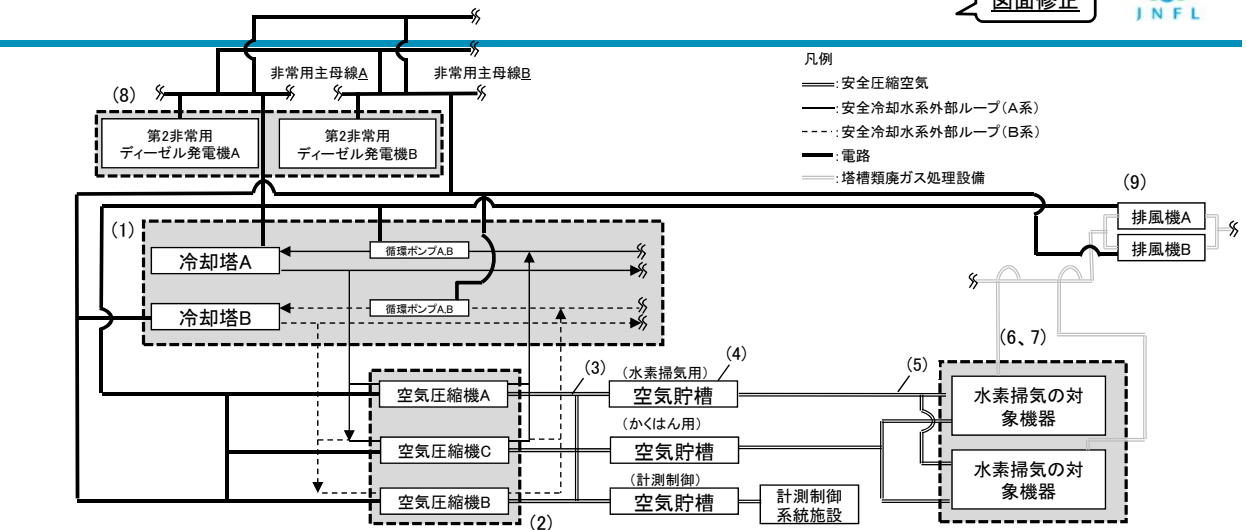 図面修正
JNFL
非常用主母線A
非常用主母線B
凡例
:安全圧縮空気
:安全冷却水系外部ループ(A系)
:安全冷却水系外部ループ(B系)
:電路
:塔槽類廃ガス処理設備
(8)
第2非常用
ディーゼル発電機A
第2非常用
ディーゼル発電機B
(9)
排風機A
排風機B
(1)
冷却塔A
循環ポンプA,B
冷却塔B
循環ポンプA,B
(6、7)
(2)
空気圧縮機A
空気圧縮機C
空気圧縮機B
(3)
(4)
(水素掃気用)
空気貯槽
(かくはん用)
空気貯槽
(計測制御)
空気貯槽
計測制御
系統施設
(5)
水素掃気の対
象機器
水素掃気の対
象機器